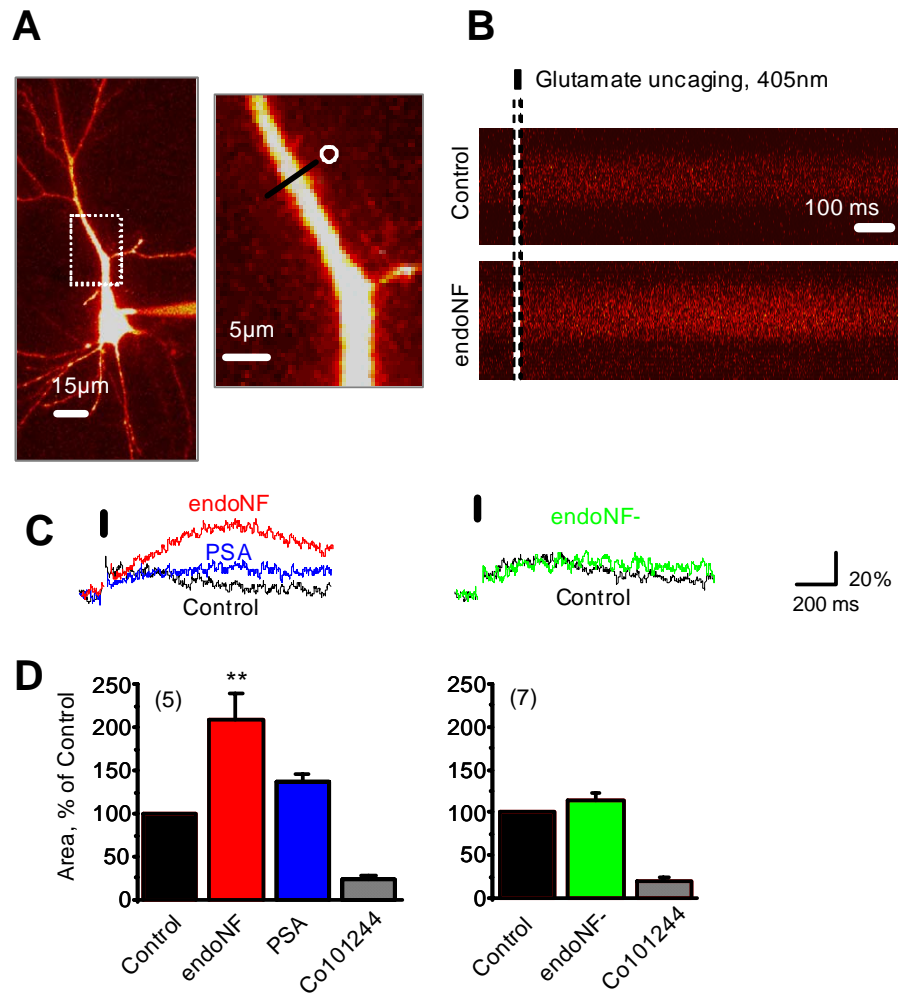 A
15µm
5µm
B
Glutamate uncaging, 405nm
Control
100 ms
endoNF
C
endoNF
PSA
Control
endoNF-
Control
20%
200 ms
D
Area, % of Control
250
200
150
100
50
0
(5)
**
Control
endoNF
PSA
Co101244
250
200
150
100
50
0
(7)
Control
endoNF-
Co101244